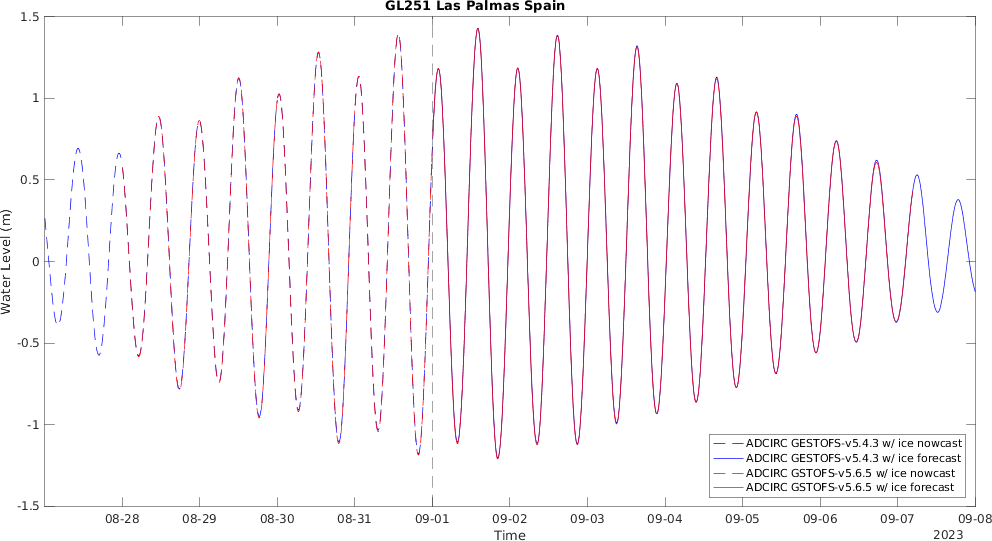 GL251 Las Palmas Spain
1.5
1
0.5
0
-0.5
-1
-1.5
Water Level (m)
08-28 08-29 08-30 08-31 09-01 09-02 09-03 09-04 09-05 09-06 09-07 09-08
Time
2023
ADCIRC GESTOFS-v5.4.3 w/ ice nowcast
ADCIRC GESTOFS-v5.4.3 w/ ice forecast
ADCIRC GSTOFS-v5.6.5 w/ ice nowcast
ADCIRC GSTOFS-v5.6.5 w/ ice forecast